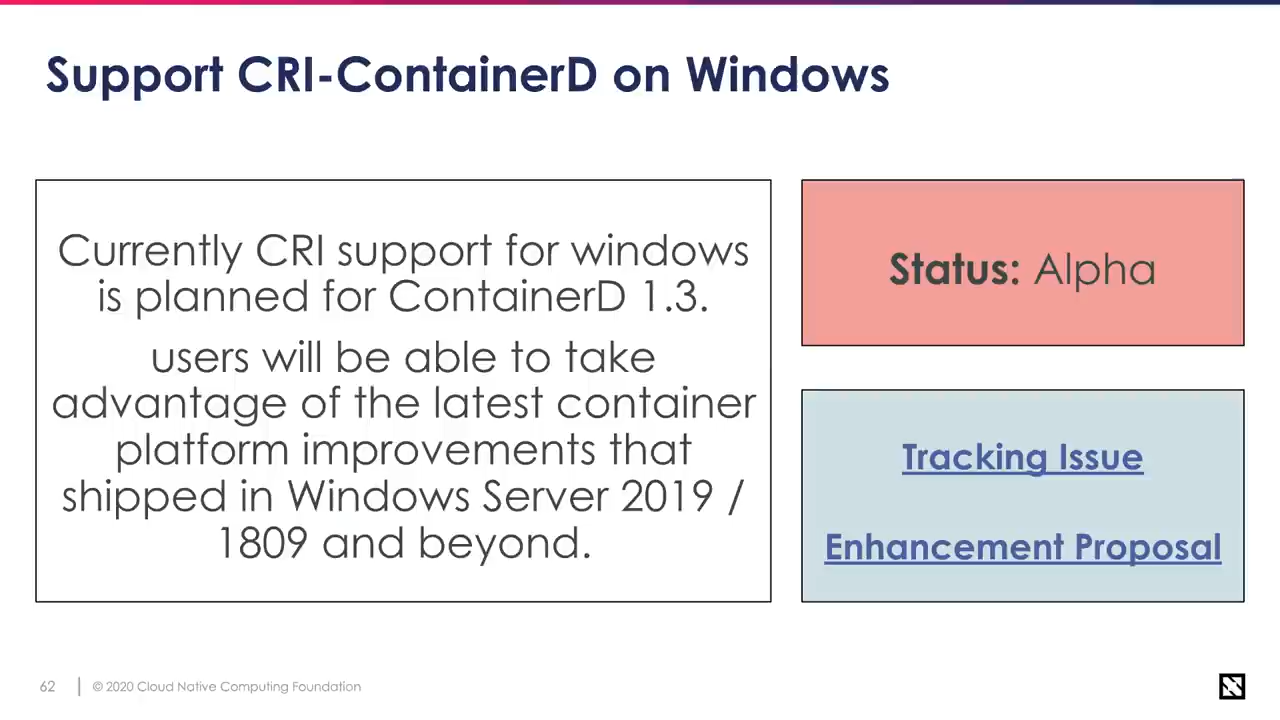 Support CRI-ContainerD on Windows
Currently CRI support for windows
is planned for ContainerD 1.3.
users will be able to take
advantage of the latest container
platform improvements that
shipped in Windows Server 2019 /
1809 and beyond.
Status: Alpha
Tracking Issue
Enhancement Proposal
62
© 2020 Cloud Native Computing Foundation